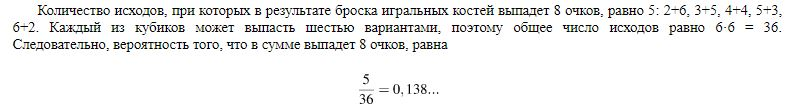 Количество исходов, при которых в результате броска игральных костей выпадет 8 очков, равно 5: 2+6, 3+5, 4+4, 5+3,
6+2. Каждый из кубиков может выпасть шестью вариантами, поэтому общее число исходов равно 6·6 = 36.
Следовательно, вероятность того, что в сумме выпадет 8 очков, равна
5
36 = 0,138...